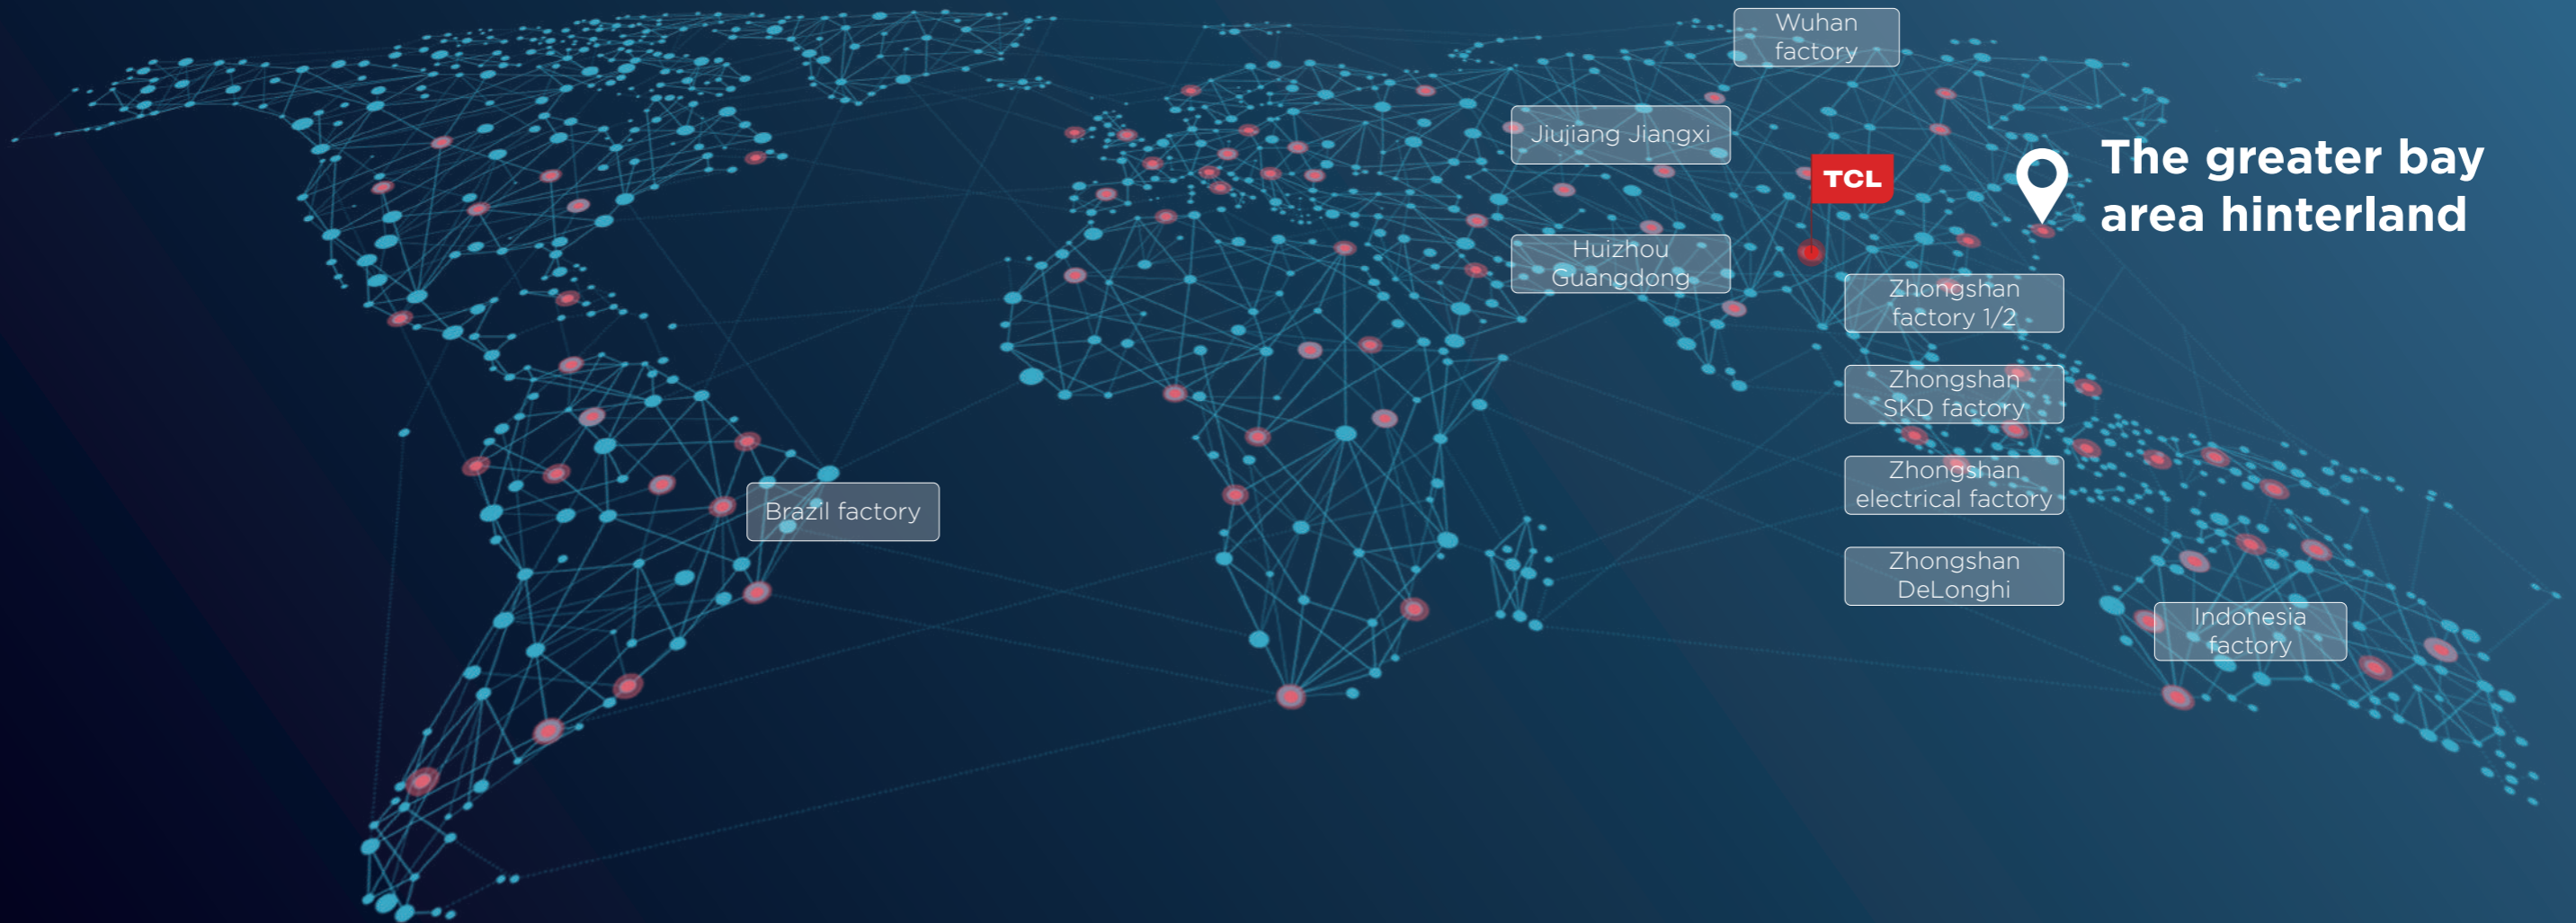 Wuhan
factory
Jiujiang Jiangxi
TCL
The greater bay
area hinterland
Huizhou
Guangdong
Zhongshan
factory 1/2
Zhongshan
SKD factory
Zhongshan
electrical factory
Brazil factory
Zhongshan
DeLonghi
Indonesia
factory